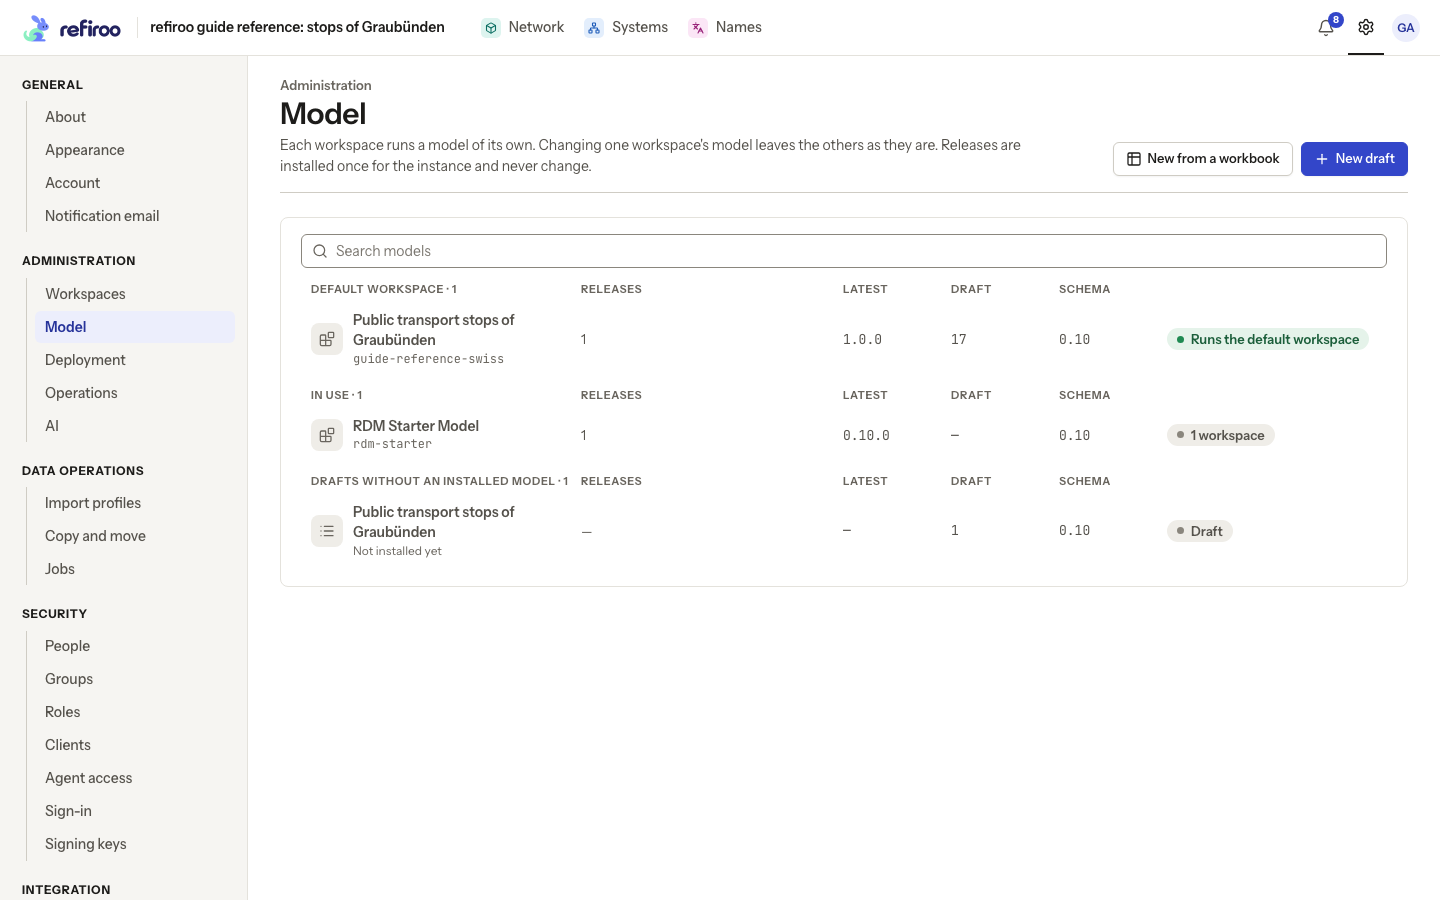 refiroo
refiroo guide reference: stops of Graubünden
Network
Systems
Names
8
GA
GENERAL
About
Appearance
Account
Notification email
ADMINISTRATION
Workspaces
Model
Deployment
Operations
AI
DATA OPERATIONS
Import profiles
Copy and move
Jobs
SECURITY
People
Groups
Roles
Clients
Agent access
Sign-in
Signing keys
INTEGRATION
Administration
Model
Each workspace runs a model of its own. Changing one workspace's model leaves the others as they are. Releases are
installed once for the instance and never change.
New from a workbook
New draft
Search models
DEFAULT WORKSPACE · 1 RELEASES LATEST DRAFT SCHEMA
Public transport stops of
Graubünden
guide-reference-swiss
1 1.0.0 17 0.10 Runs the default workspace
IN USE · 1 RELEASES LATEST DRAFT SCHEMA
RDM Starter Model
rdm-starter
1 0.10.0 — 0.10 1 workspace
DRAFTS WITHOUT AN INSTALLED MODEL · 1 RELEASES LATEST DRAFT SCHEMA
Public transport stops of
Graubünden
Not installed yet
— — 1 0.10 Draft